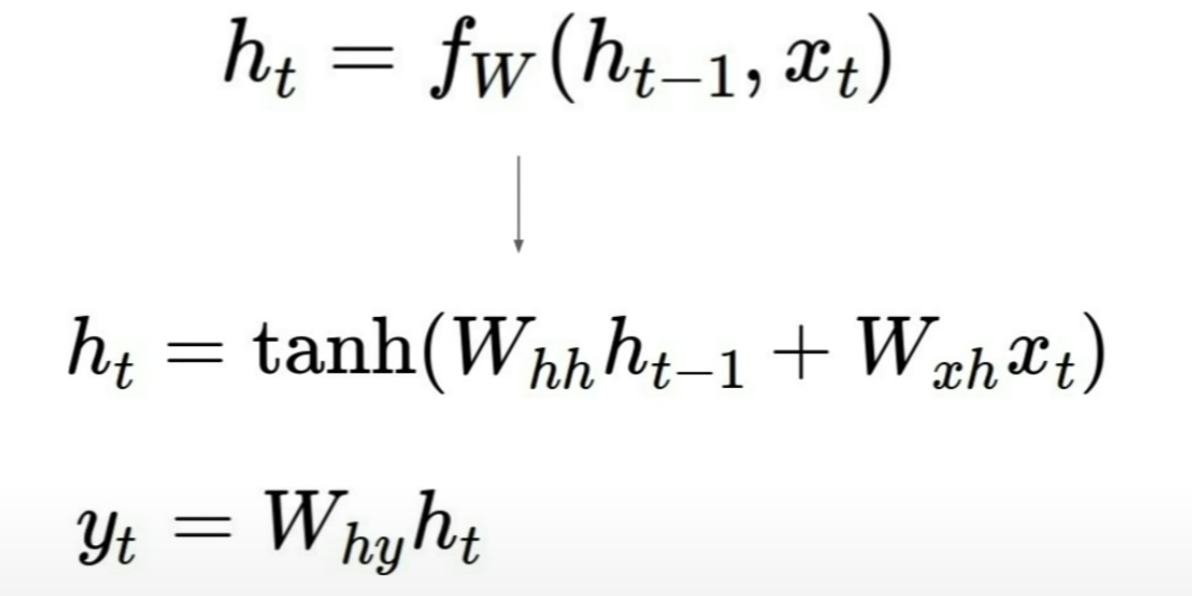 h_t = f_W(h_{t-1}, x_t)
h_t = tanh(W_{hh}h_{t-1} + W_{xh}x_t)
y_t = W_{hy}h_t